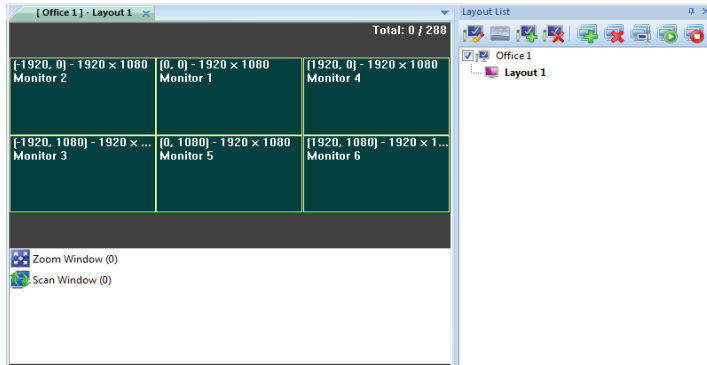 [ Office 1 ] - Layout 1
Total: 0 / 288
(-1920, 0) - 1920 × 1080
Monitor 2
(0, 0) - 1920 × 1080
Monitor 1
(1920, 0) - 1920 × 1080
Monitor 4
(-1920, 1080) - 1920 × ...
Monitor 3
(0, 1080) - 1920 × 1080
Monitor 5
(1920, 1080) - 1920 × 1...
Monitor 6
Zoom Window (0)
Scan Window (0)
Layout List
Office 1
Layout 1